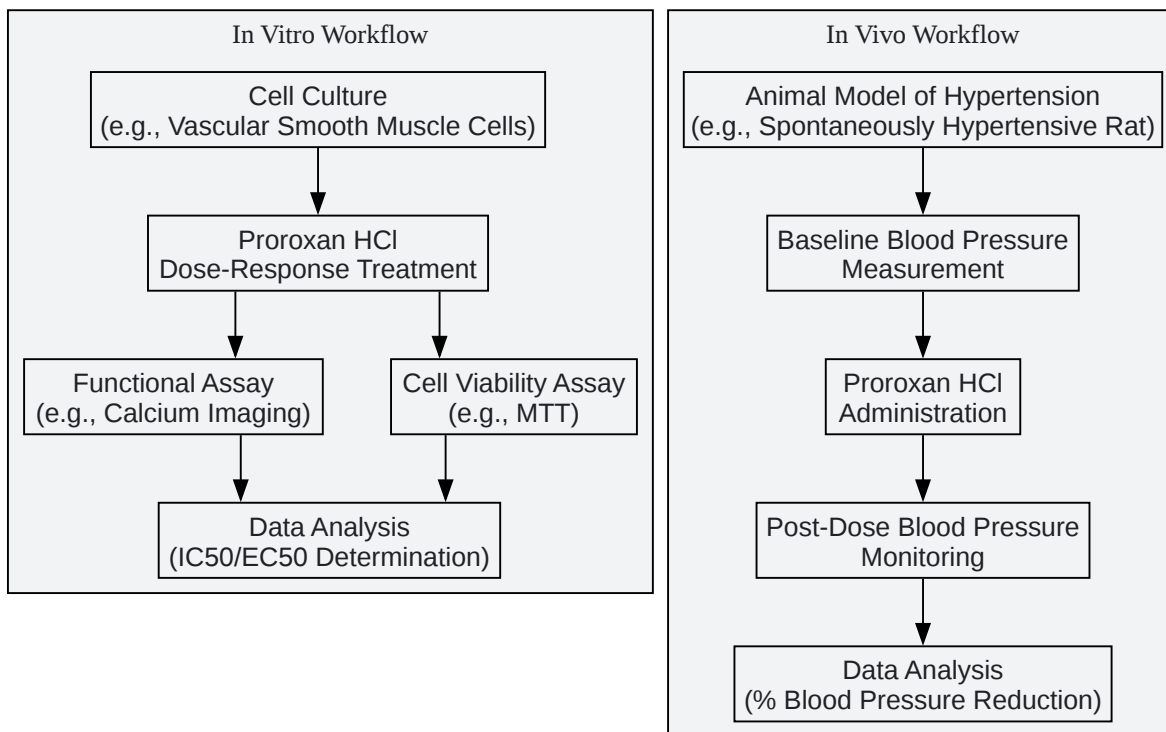 In Vitro Workflow
Cell Culture
(e.g., Vascular Smooth Muscle Cells)
Proroxan HCl
Dose-Response Treatment
Functional Assay
(e.g., Calcium Imaging)
Cell Viability Assay
(e.g., MTT)
Data Analysis
(IC50/EC50 Determination)
In Vivo Workflow
Animal Model of Hypertension
(e.g., Spontaneously Hypertensive Rat)
Baseline Blood Pressure
Measurement
Proroxan HCl
Administration
Post-Dose Blood Pressure
Monitoring
Data Analysis
(% Blood Pressure Reduction)